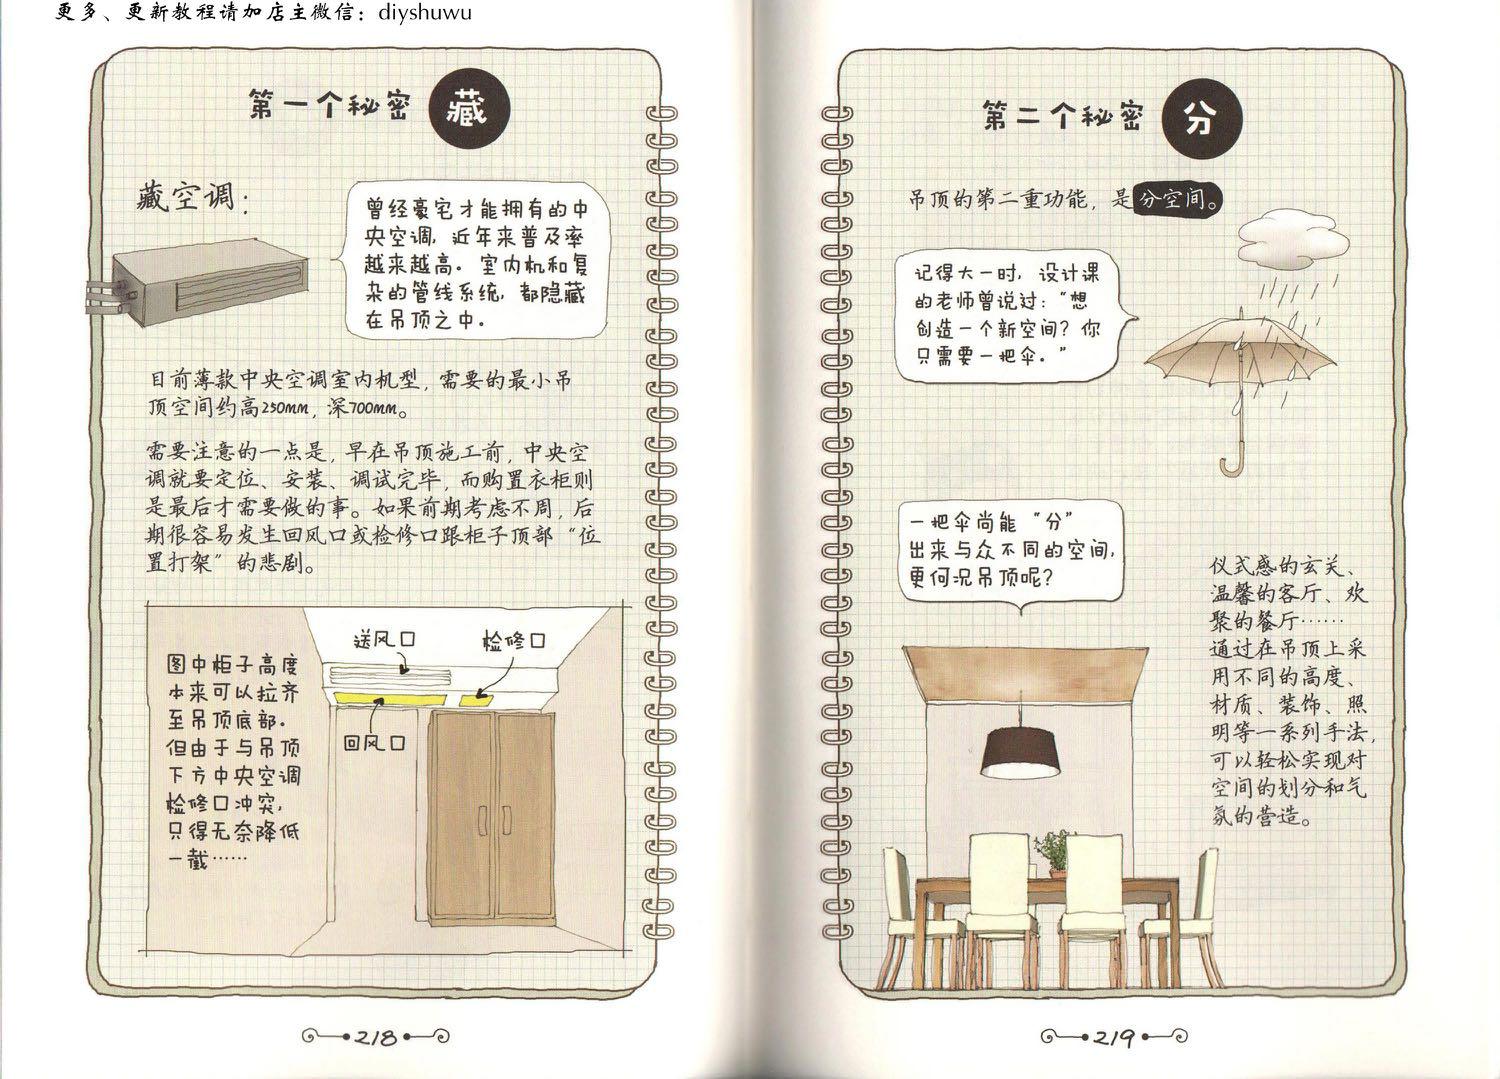 更多、更新教程请加店主微信：diyshuwu
第一个秘密 藏
藏空调：
曾经豪宅才能拥有的中
央空调，近年来普及率
越来越高。室内机和复
杂的管线系统，都隐藏
在吊顶之中。
目前薄款中央空调室内机型，需要的最小吊
顶空间约高250mm，深700mm。
需要注意的一点是，早在吊顶施工前，中央空
调就要定位、安装、调试完毕，而购置衣柜则
是最后才需要做的事。如果前期考虑不周，后
期很容易发生回风口或检修口跟柜子顶部“位
置打架”的悲剧。
图中柜子高度
本来可以拉齐
至吊顶底部。
但由于与吊顶
下方中央空调
检修口冲突，
只得无奈降低
一截……
送风口
检修口
回风口
218
第二个秘密 分
吊顶的第二重功能，是分空间。
记得大一时，设计课
的老师曾说过：“想
创造一个新空间？你
只需要一把伞。”
一把伞尚能“分”
出来与众不同的空间，
更何况吊顶呢？
仪式感的玄关、
温馨的客厅、欢
聚的餐厅……
通过在吊顶上采
用不同的高度、
材质、装饰、照
明等一系列手法，
可以轻松实现对
空间的划分和气
氛的营造。
219